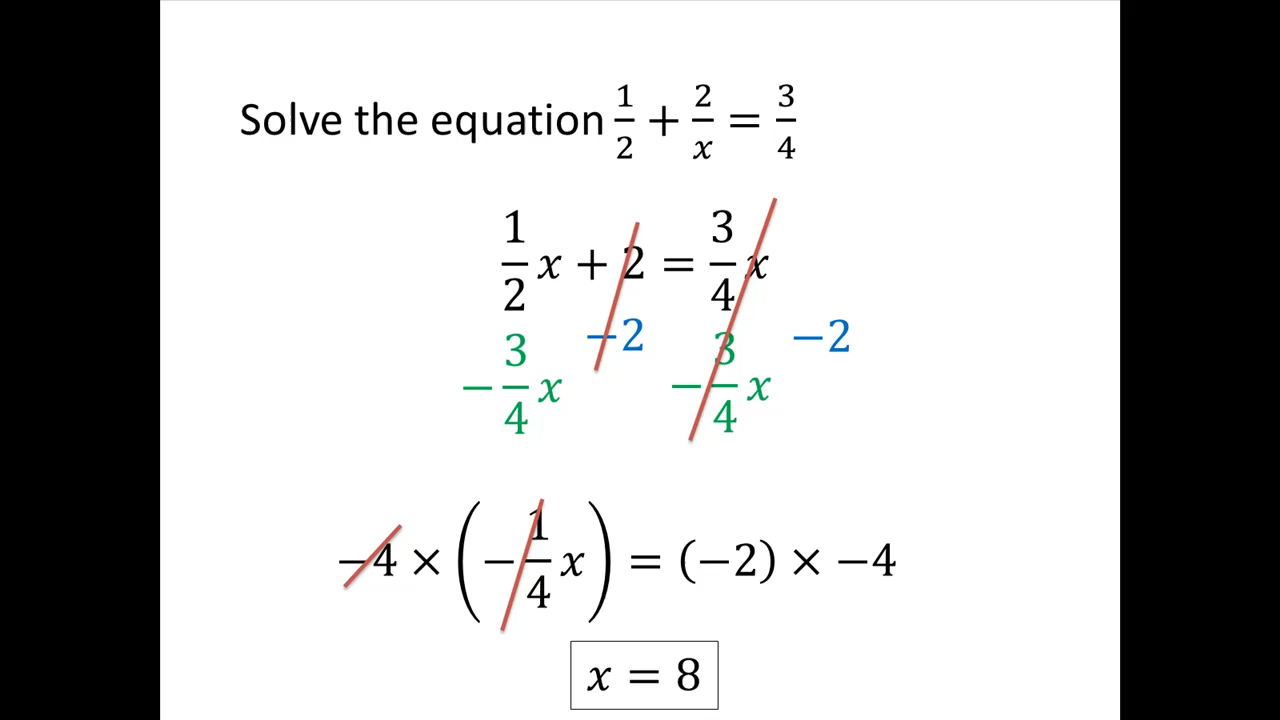 Solve the equation 1/2 + 2/x = 3/4
1/2 x + 2 = 3/4 x
−2 −2
−3/4 x −3/4 x
−4 × (−1/4 x) = (−2) × −4
x = 8